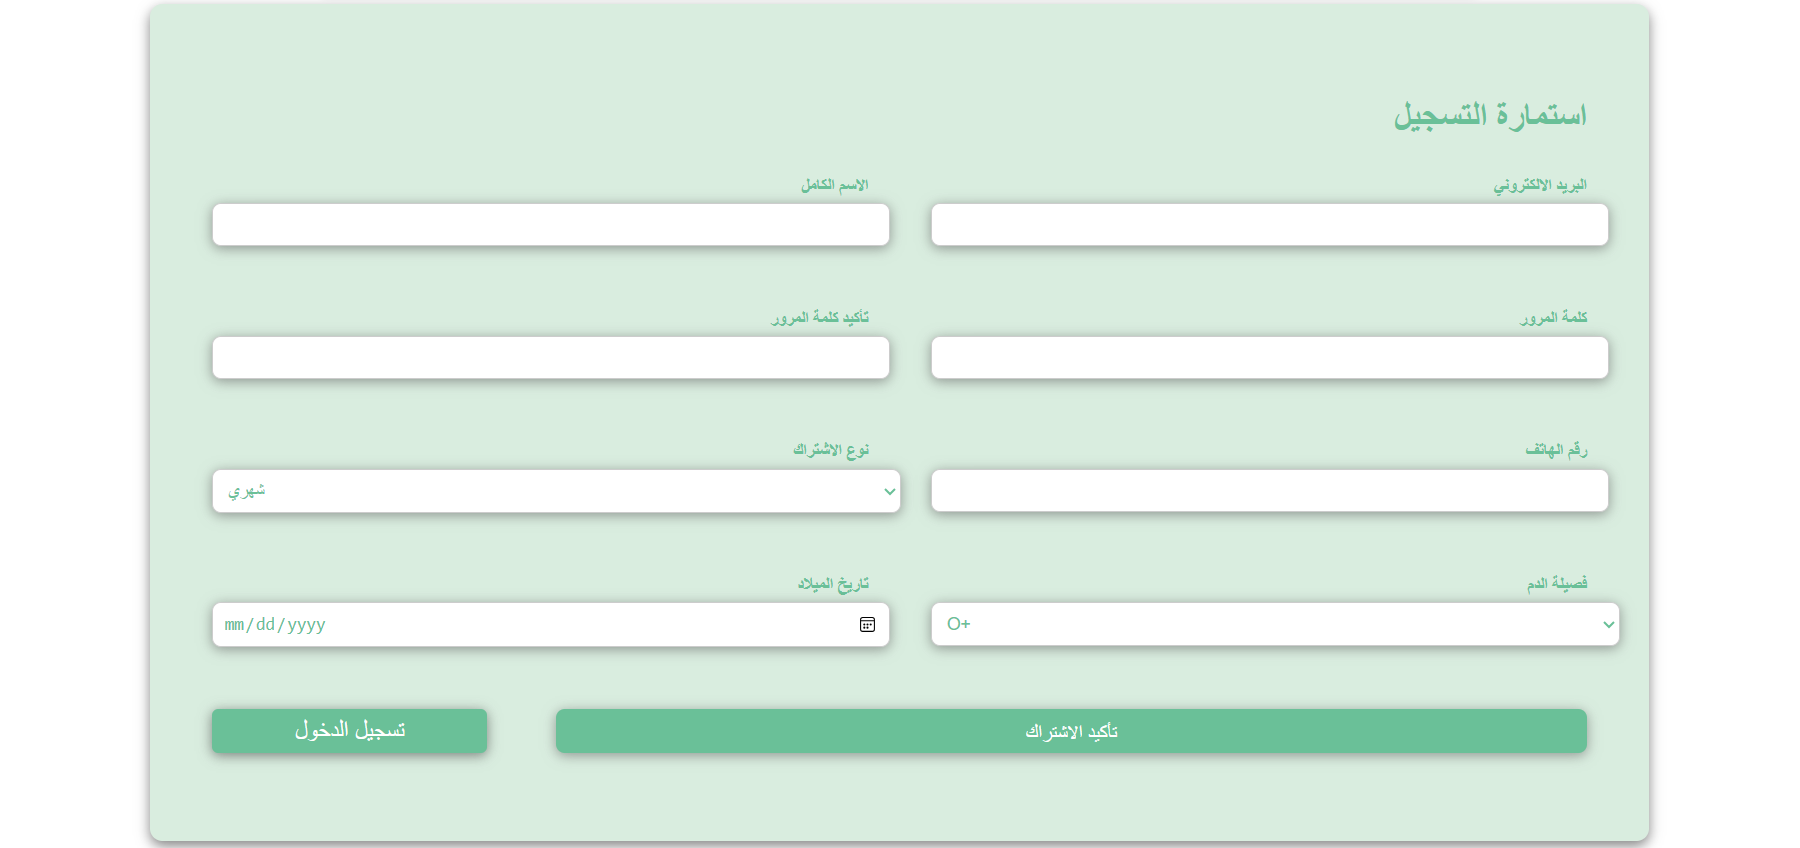 استمارة التسجيل
البريد الالكتروني
الاسم الكامل
كلمة المرور
تأكيد كلمة المرور
رقم الهاتف
نوع الاشتراك
شهري
فصيلة الدم
تاريخ الميلاد
O+
mm/dd/yyyy
تأكيد الاشتراك
تسجيل الدخول